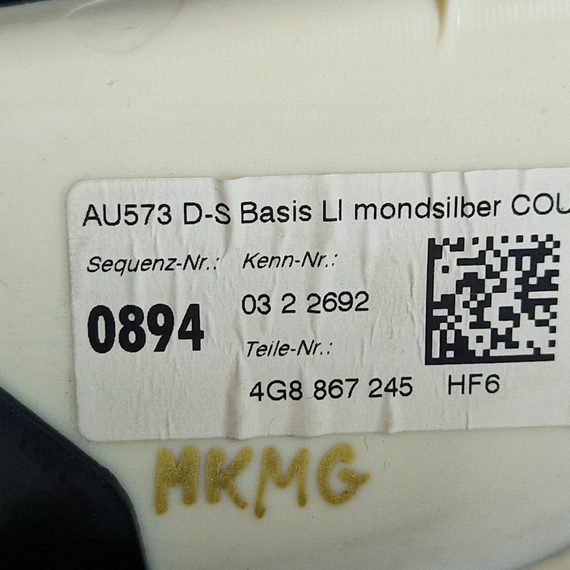 AU573 D-S Basis LI mondsilber COU
Sequenz-Nr.: Kenn-Nr.:
0894 03 2 2692
Teile-Nr.:
4G8 867 245 HF6
HKMG